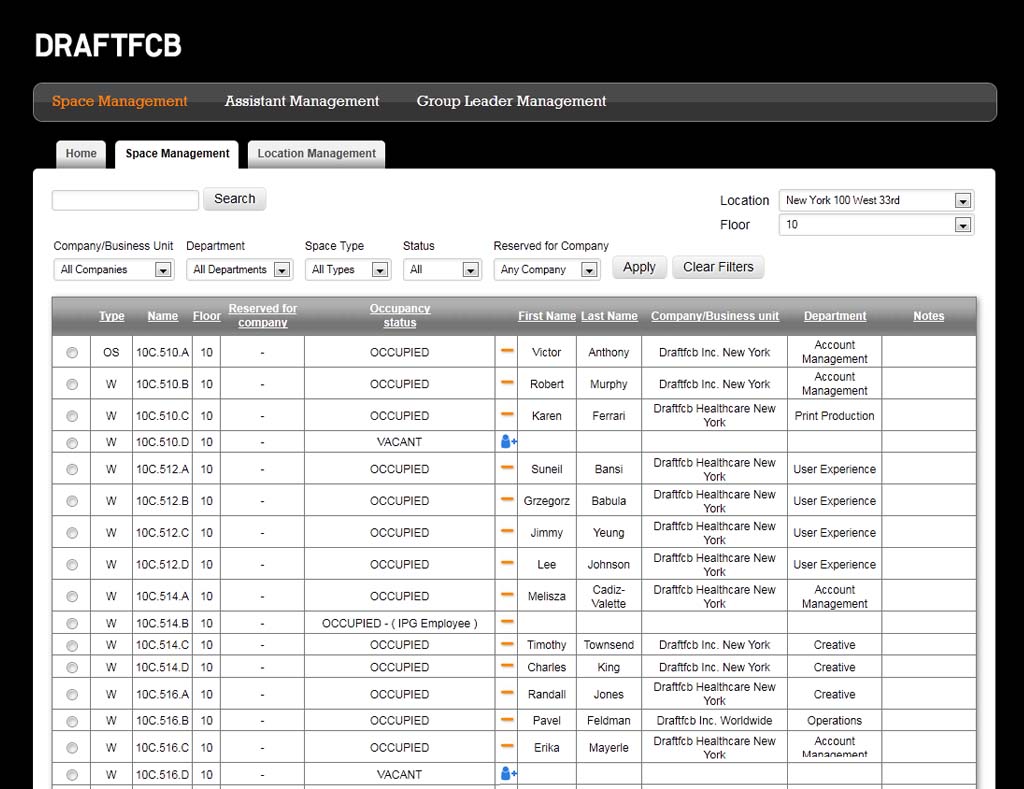 DRAFTFCB
Space Management Assistant Management Group Leader Management
Home Space Management Location Management
Search Location New York 100 West 33rd
Floor 10
Company/Business Unit Department Space Type Status Reserved for Company
All Companies All Departments All Types All Any Company Apply Clear Filters
Type Name Floor Reserved for company Occupancy status First Name Last Name Company/Business unit Department Notes
OS 10C.510.A 10 - OCCUPIED Victor Anthony Draftfcb Inc. New York Account Management
W 10C.510.B 10 - OCCUPIED Robert Murphy Draftfcb Inc. New York Account Management
W 10C.510.C 10 - OCCUPIED Karen Ferrari Draftfcb Healthcare New York Print Production
W 10C.510.D 10 - VACANT
W 10C.512.A 10 - OCCUPIED Suneil Bansi Draftfcb Healthcare New York User Experience
W 10C.512.B 10 - OCCUPIED Grzegorz Babula Draftfcb Healthcare New York User Experience
W 10C.512.C 10 - OCCUPIED Jimmy Yeung Draftfcb Healthcare New York User Experience
W 10C.512.D 10 - OCCUPIED Lee Johnson Draftfcb Healthcare New York User Experience
W 10C.514.A 10 - OCCUPIED Melisza Cadiz-Valette Draftfcb Healthcare New York Account Management
W 10C.514.B 10 - OCCUPIED - ( IPG Employee )
W 10C.514.C 10 - OCCUPIED Timothy Townsend Draftfcb Inc. New York Creative
W 10C.514.D 10 - OCCUPIED Charles King Draftfcb Inc. New York Creative
W 10C.516.A 10 - OCCUPIED Randall Jones Draftfcb Healthcare New York Creative
W 10C.516.B 10 - OCCUPIED Pavel Feldman Draftfcb Inc. Worldwide Operations
W 10C.516.C 10 - OCCUPIED Erika Mayerle Draftfcb Healthcare New York Account Management
W 10C.516.D 10 - VACANT